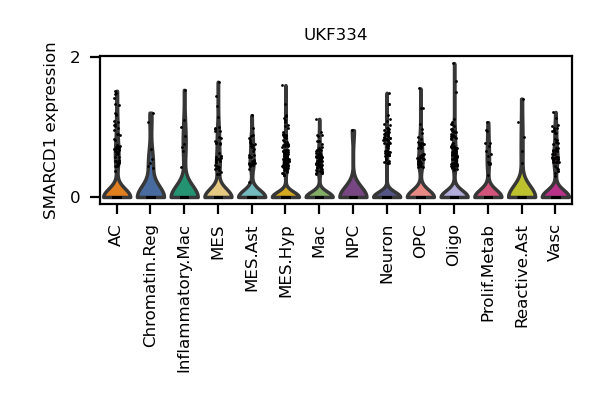 UKF334
SMARCD1 expression
2
0
AC
Chromatin.Reg
Inflammatory.Mac
MES
MES.Ast
MES.Hyp
Mac
NPC
Neuron
OPC
Oligo
Prolif.Metab
Reactive.Ast
Vasc